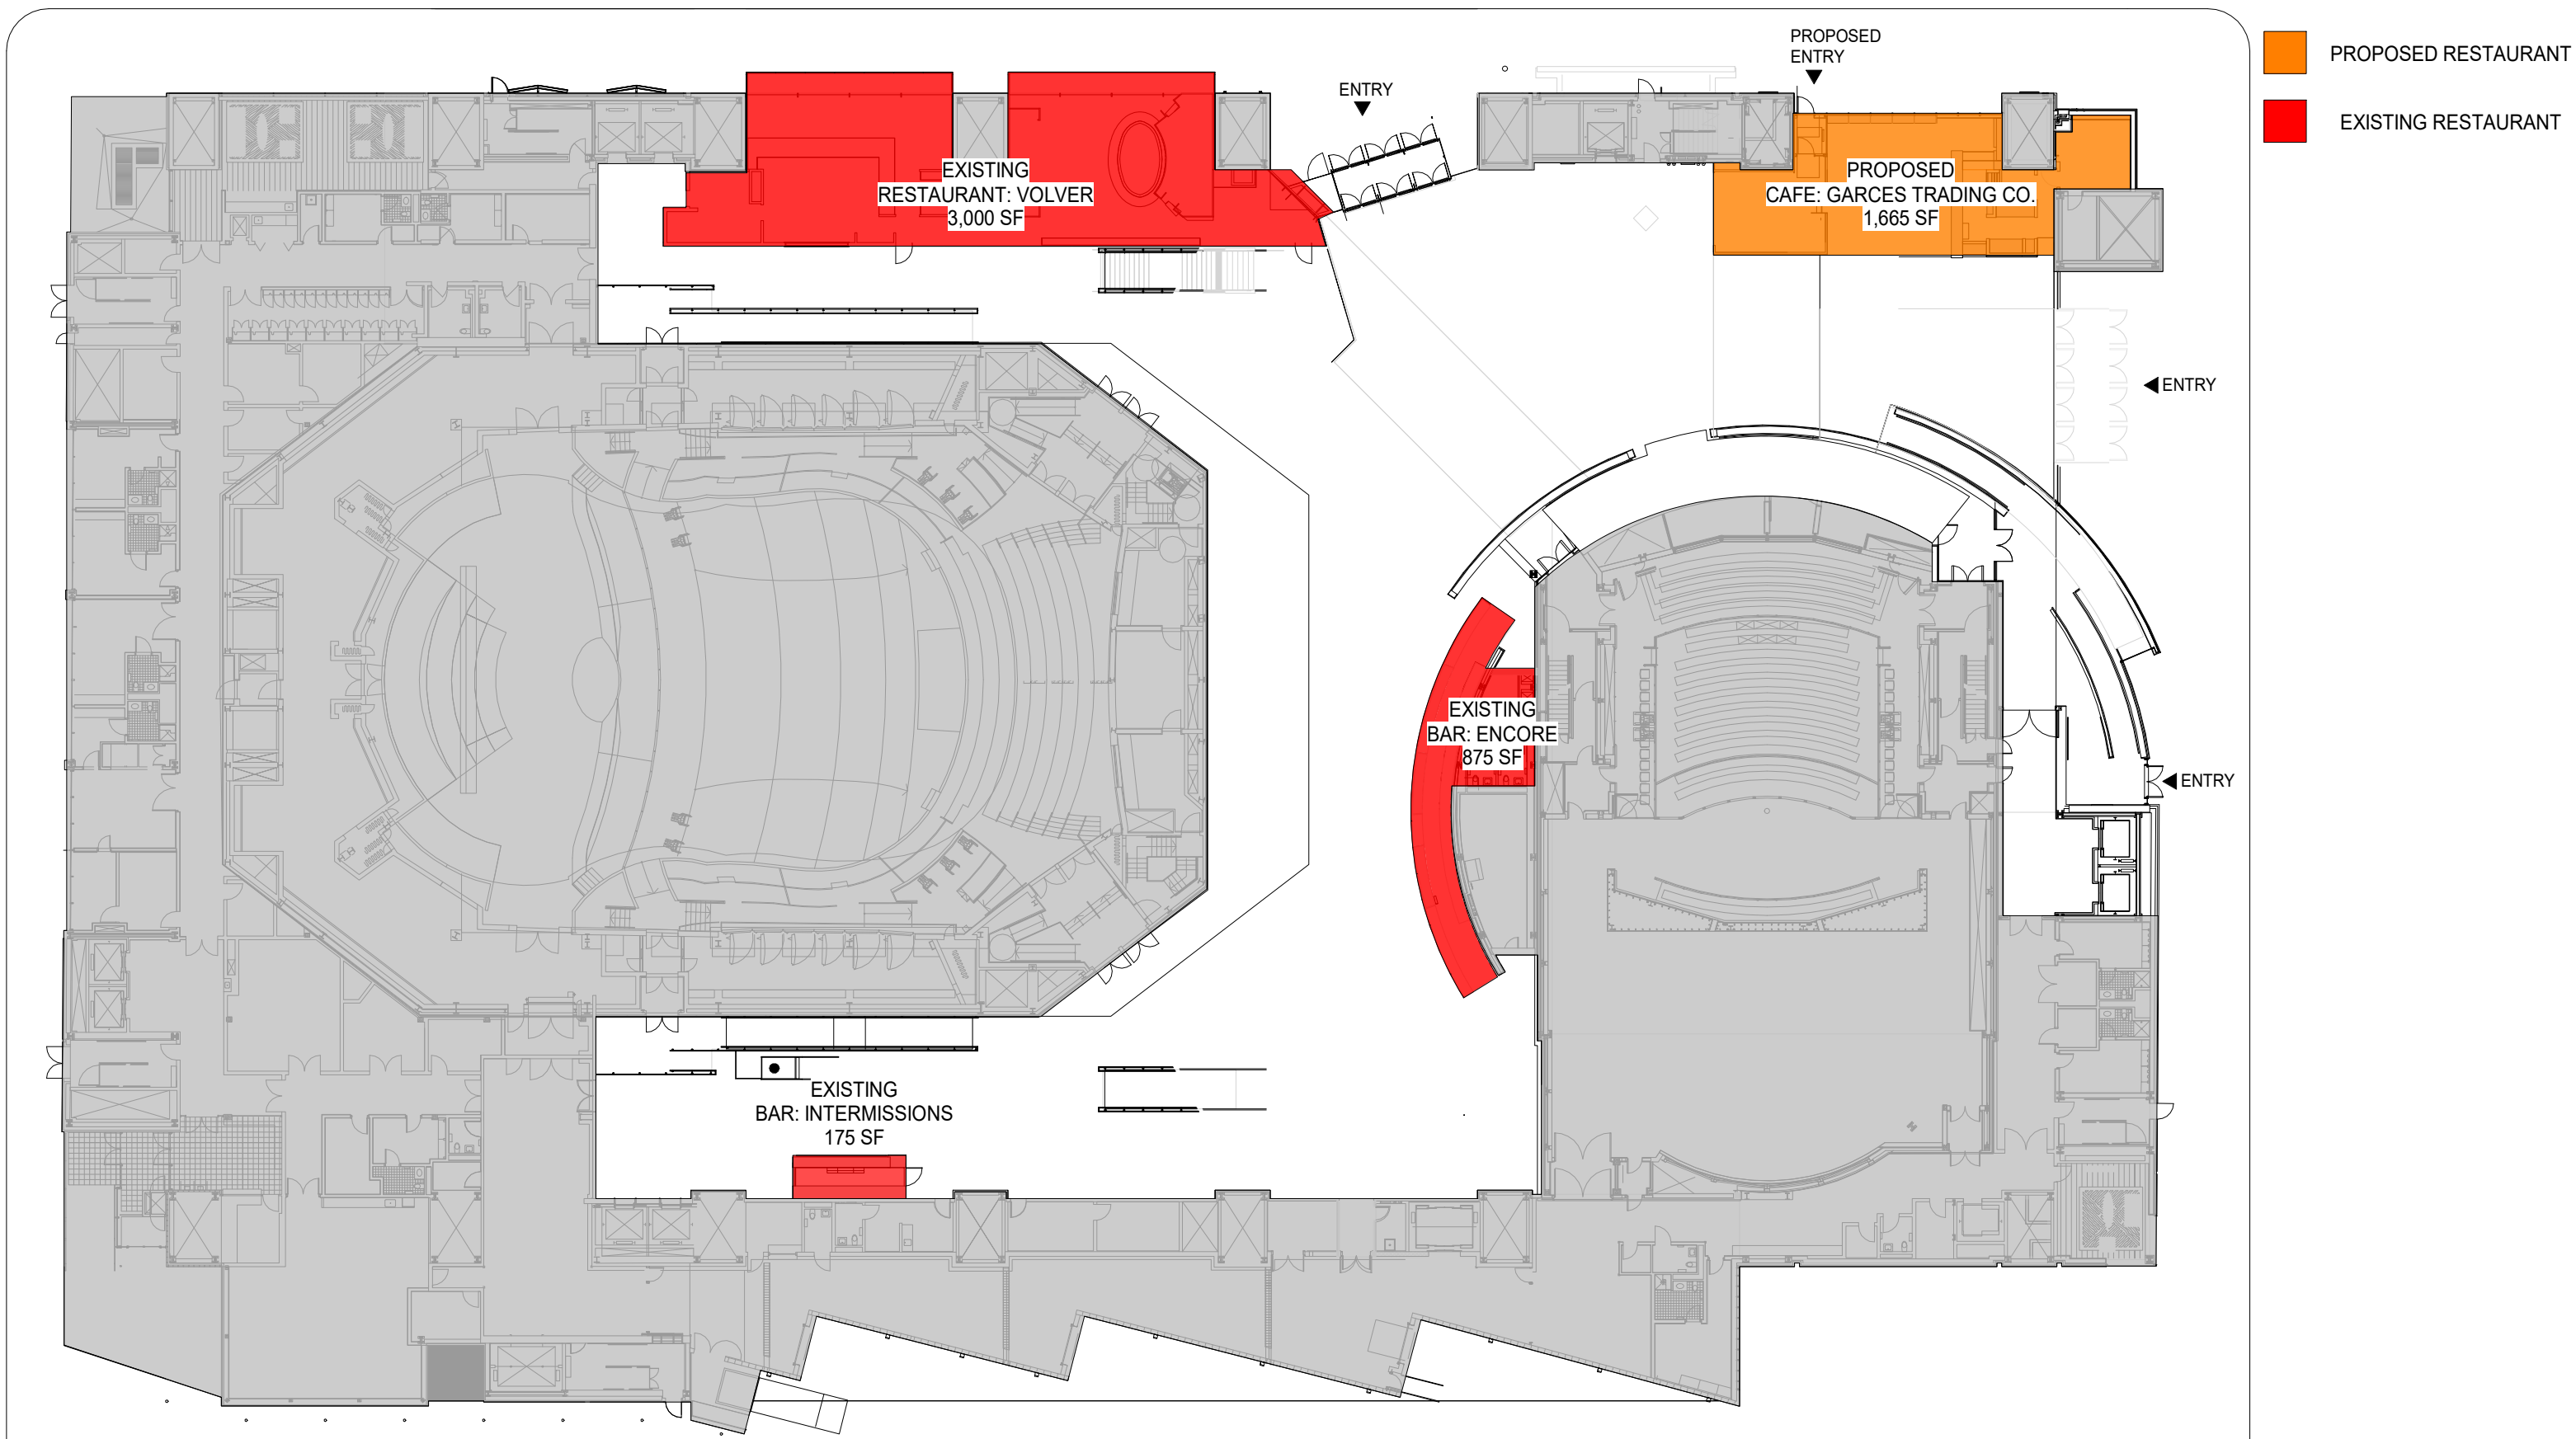 PROPOSED
ENTRY
PROPOSED RESTAURANT
EXISTING RESTAURANT
ENTRY
EXISTING
RESTAURANT: VOLVER
3,000 SF
PROPOSED
CAFE: GARCES TRADING CO.
1,665 SF
ENTRY
EXISTING
BAR: ENCORE
875 SF
ENTRY
EXISTING
BAR: INTERMISSIONS
175 SF